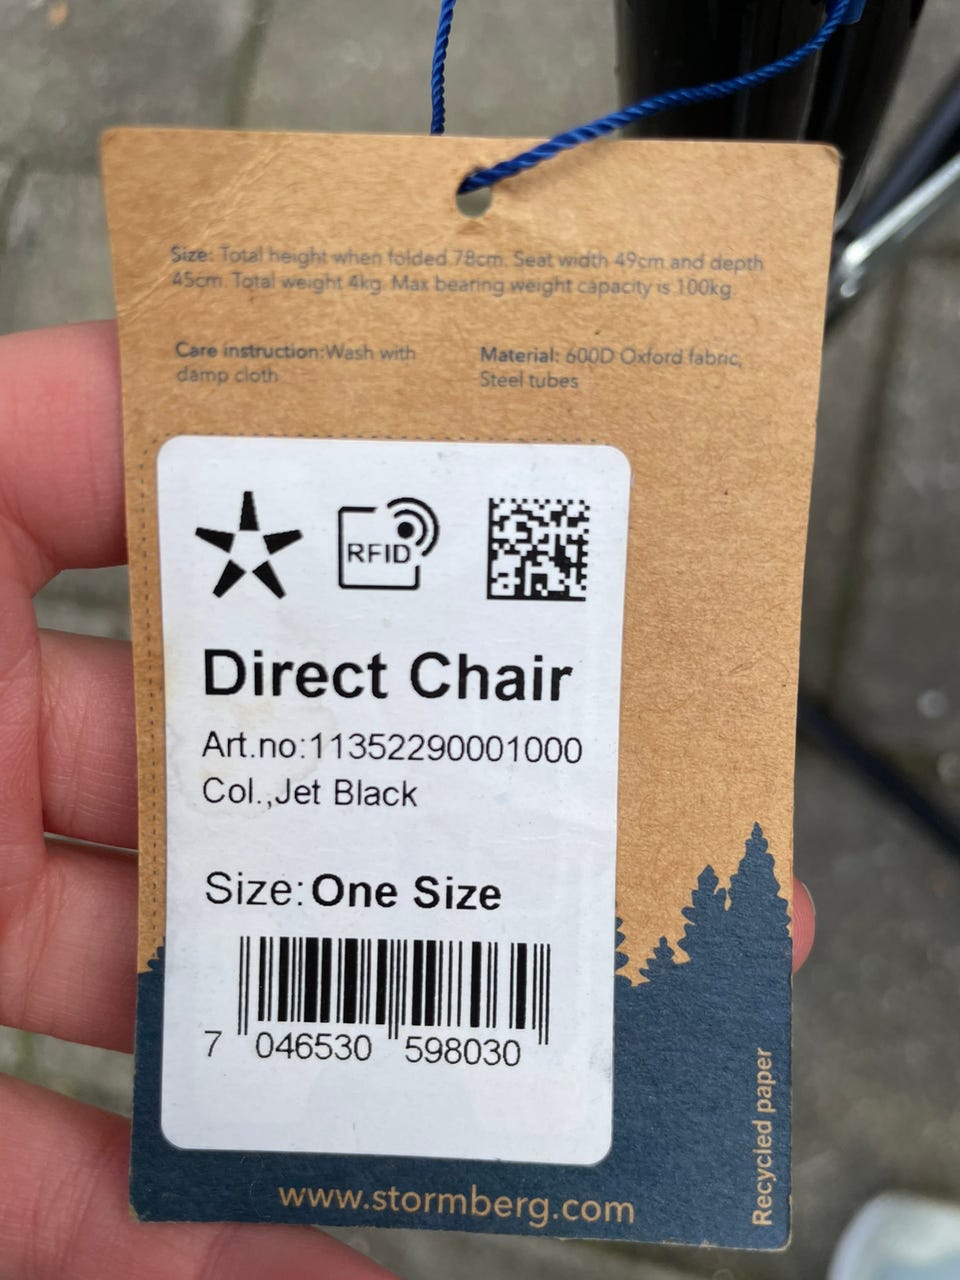 Size: Total height when folded 78cm. Seat width 49cm and depth
45cm. Total weight 4kg. Max bearing weight capacity is 100kg
Care instruction:Wash with
damp cloth
Material: 600D Oxford fabric,
Steel tubes
RFID
Direct Chair
Art.no:11352290001000
Col.,Jet Black
Size:One Size
7 046530 598030
www.stormberg.com
Recycled paper